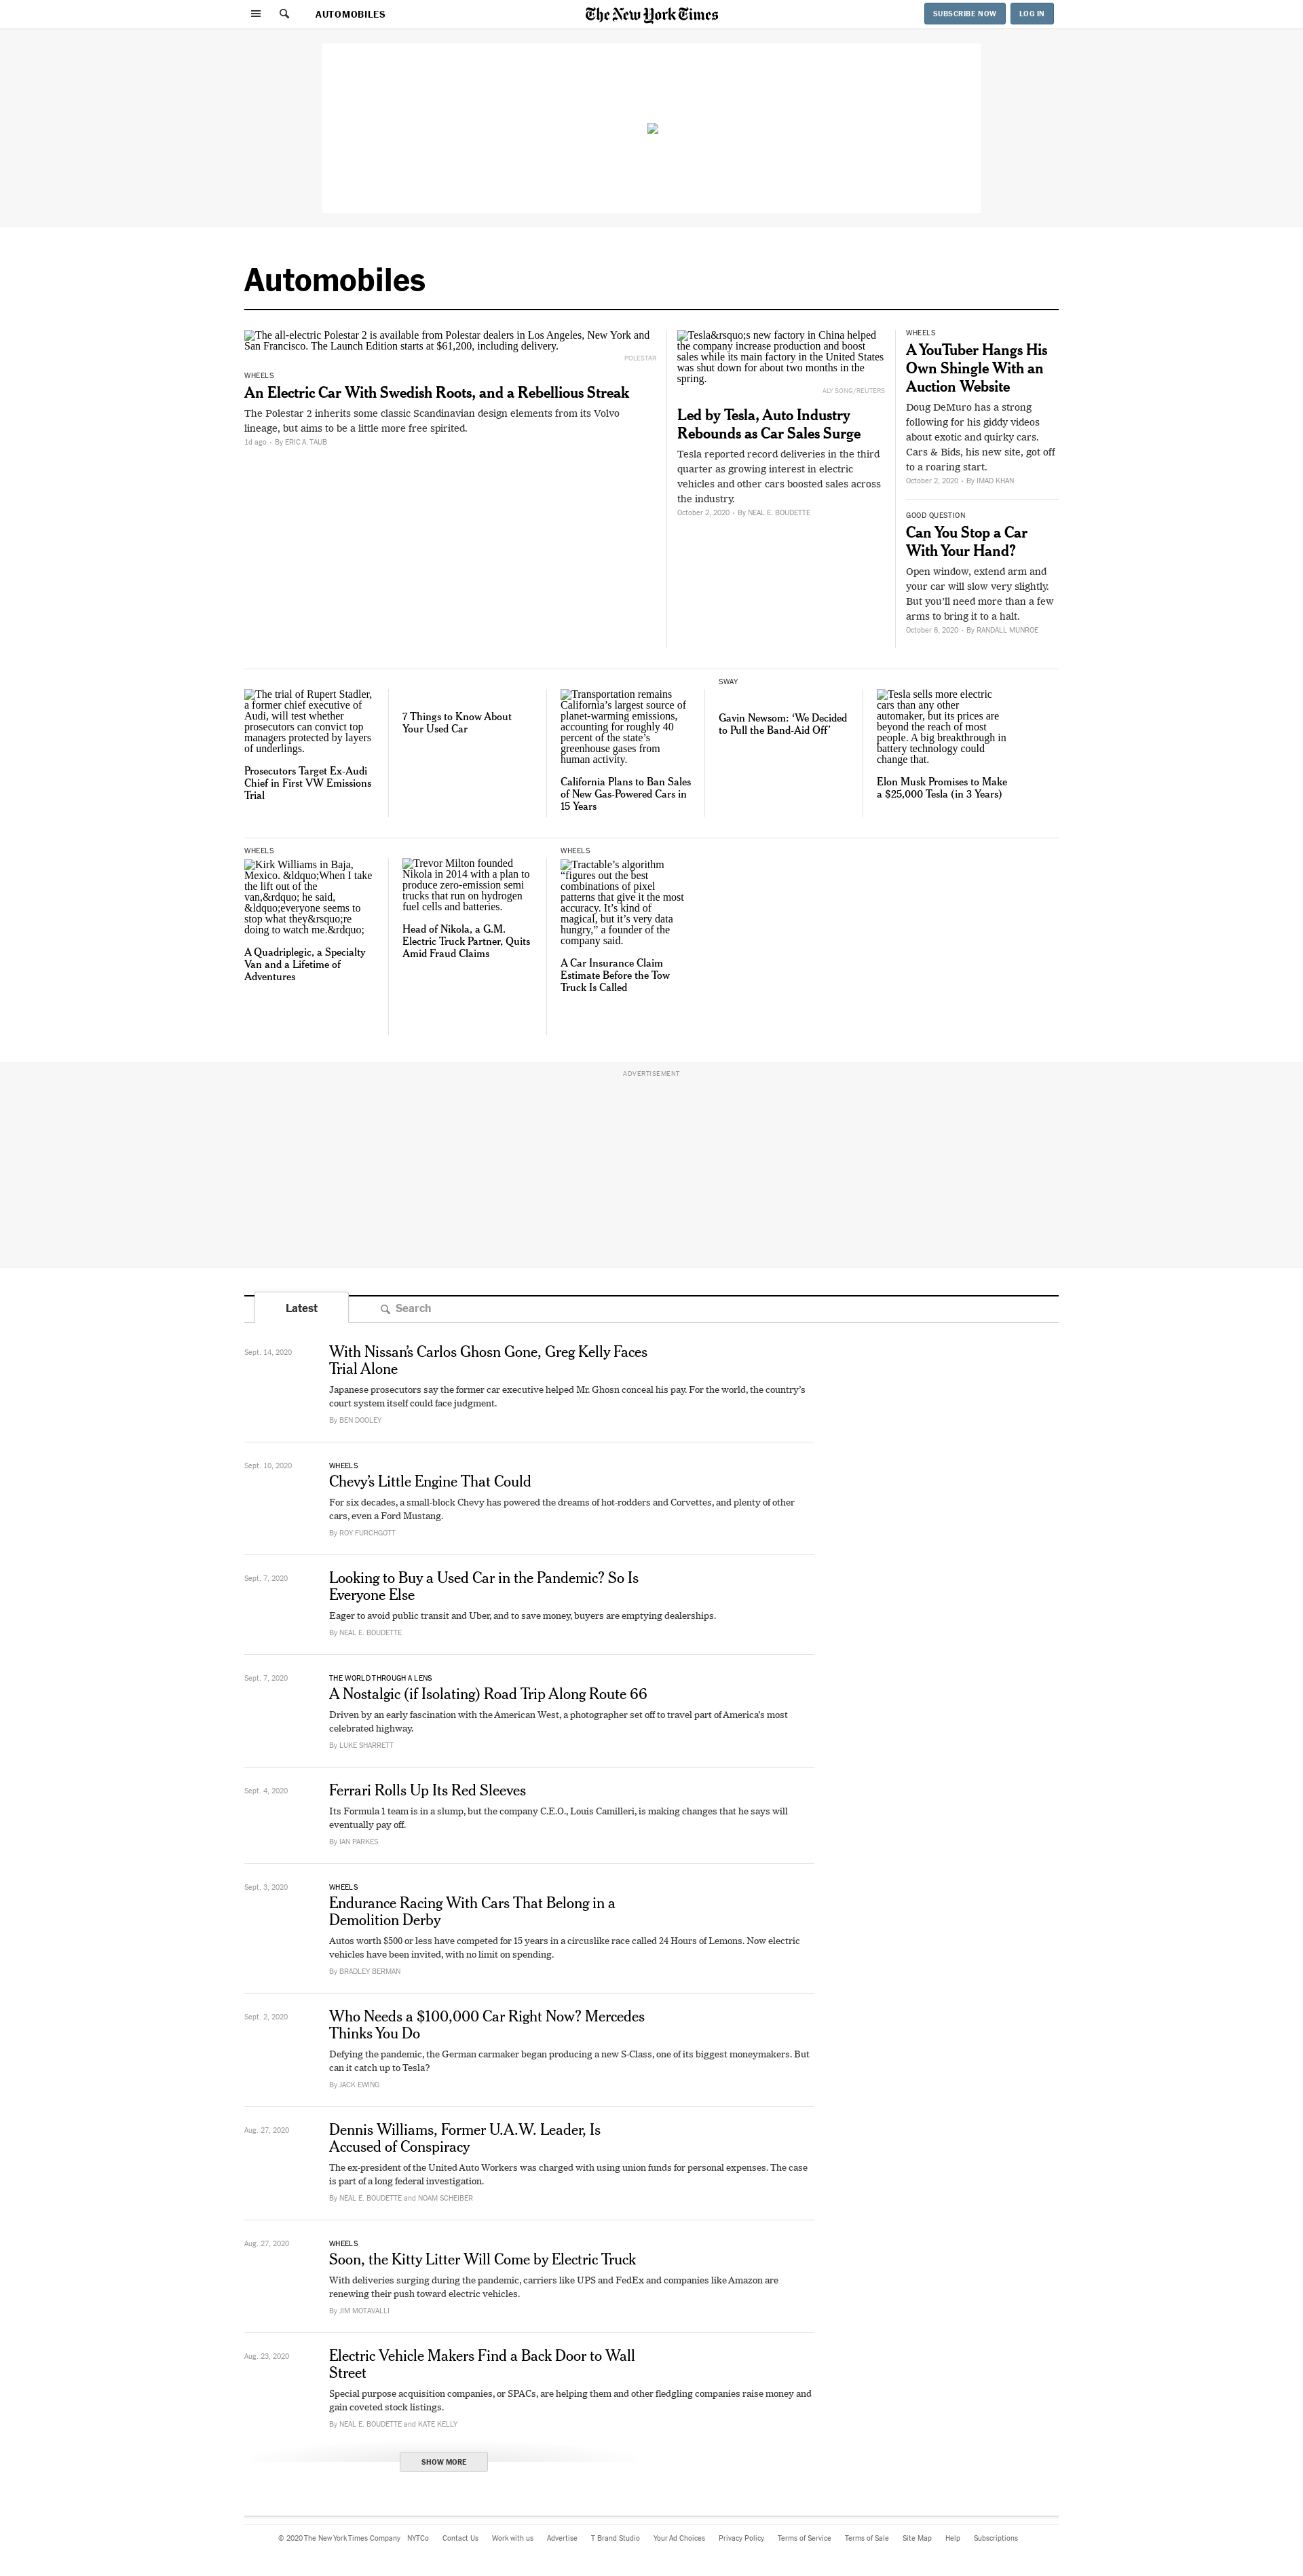 AUTOMOBILES
The New York Times
SUBSCRIBE NOW
LOG IN
Automobiles
The all-electric Polestar 2 is available from Polestar dealers in Los Angeles, New York and
San Francisco. The Launch Edition starts at $61,200, including delivery.
POLESTAR
WHEELS
An Electric Car With Swedish Roots, and a Rebellious Streak
The Polestar 2 inherits some classic Scandinavian design elements from its Volvo
lineage, but aims to be a little more free spirited.
1d ago • By ERIC A. TAUB
Tesla&rsquo;s new factory in China helped
the company increase production and boost
sales while its main factory in the United States
was shut down for about two months in the
spring.
ALY SONG/REUTERS
Led by Tesla, Auto Industry
Rebounds as Car Sales Surge
Tesla reported record deliveries in the third
quarter as growing interest in electric
vehicles and other cars boosted sales across
the industry.
October 2, 2020 • By NEAL E. BOUDETTE
WHEELS
A YouTuber Hangs His
Own Shingle With an
Auction Website
Doug DeMuro has a strong
following for his giddy videos
about exotic and quirky cars.
Cars & Bids, his new site, got off
to a roaring start.
October 2, 2020 • By IMAD KHAN
GOOD QUESTION
Can You Stop a Car
With Your Hand?
Open window, extend arm and
your car will slow very slightly.
But you’ll need more than a few
arms to bring it to a halt.
October 6, 2020 • By RANDALL MUNROE
The trial of Rupert Stadler,
a former chief executive of
Audi, will test whether
prosecutors can convict top
managers protected by layers
of underlings.
Prosecutors Target Ex-Audi
Chief in First VW Emissions
Trial
7 Things to Know About
Your Used Car
Transportation remains
California’s largest source of
planet-warming emissions,
accounting for roughly 40
percent of the state’s
greenhouse gases from
human activity.
California Plans to Ban Sales
of New Gas-Powered Cars in
15 Years
SWAY
Gavin Newsom: ‘We Decided
to Pull the Band-Aid Off’
Tesla sells more electric
cars than any other
automaker, but its prices are
beyond the reach of most
people. A big breakthrough in
battery technology could
change that.
Elon Musk Promises to Make
a $25,000 Tesla (in 3 Years)
WHEELS
Kirk Williams in Baja,
Mexico. &ldquo;When I take
the lift out of the
van,&rdquo; he said,
&ldquo;everyone seems to
stop what they&rsquo;re
doing to watch me.&rdquo;
A Quadriplegic, a Specialty
Van and a Lifetime of
Adventures
Trevor Milton founded
Nikola in 2014 with a plan to
produce zero-emission semi
trucks that run on hydrogen
fuel cells and batteries.
Head of Nikola, a G.M.
Electric Truck Partner, Quits
Amid Fraud Claims
WHEELS
Tractable’s algorithm
“figures out the best
combinations of pixel
patterns that give it the most
accuracy. It’s kind of
magical, but it’s very data
hungry,” a founder of the
company said.
A Car Insurance Claim
Estimate Before the Tow
Truck Is Called
ADVERTISEMENT
Latest
Search
Sept. 14, 2020
With Nissan’s Carlos Ghosn Gone, Greg Kelly Faces
Trial Alone
Japanese prosecutors say the former car executive helped Mr. Ghosn conceal his pay. For the world, the country’s
court system itself could face judgment.
By BEN DOOLEY
Sept. 10, 2020
WHEELS
Chevy’s Little Engine That Could
For six decades, a small-block Chevy has powered the dreams of hot-rodders and Corvettes, and plenty of other
cars, even a Ford Mustang.
By ROY FURCHGOTT
Sept. 7, 2020
Looking to Buy a Used Car in the Pandemic? So Is
Everyone Else
Eager to avoid public transit and Uber, and to save money, buyers are emptying dealerships.
By NEAL E. BOUDETTE
Sept. 7, 2020
THE WORLD THROUGH A LENS
A Nostalgic (if Isolating) Road Trip Along Route 66
Driven by an early fascination with the American West, a photographer set off to travel part of America’s most
celebrated highway.
By LUKE SHARRETT
Sept. 4, 2020
Ferrari Rolls Up Its Red Sleeves
Its Formula 1 team is in a slump, but the company C.E.O., Louis Camilleri, is making changes that he says will
eventually pay off.
By IAN PARKES
Sept. 3, 2020
WHEELS
Endurance Racing With Cars That Belong in a
Demolition Derby
Autos worth $500 or less have competed for 15 years in a circuslike race called 24 Hours of Lemons. Now electric
vehicles have been invited, with no limit on spending.
By BRADLEY BERMAN
Sept. 2, 2020
Who Needs a $100,000 Car Right Now? Mercedes
Thinks You Do
Defying the pandemic, the German carmaker began producing a new S-Class, one of its biggest moneymakers. But
can it catch up to Tesla?
By JACK EWING
Aug. 27, 2020
Dennis Williams, Former U.A.W. Leader, Is
Accused of Conspiracy
The ex-president of the United Auto Workers was charged with using union funds for personal expenses. The case
is part of a long federal investigation.
By NEAL E. BOUDETTE and NOAM SCHEIBER
Aug. 27, 2020
WHEELS
Soon, the Kitty Litter Will Come by Electric Truck
With deliveries surging during the pandemic, carriers like UPS and FedEx and companies like Amazon are
renewing their push toward electric vehicles.
By JIM MOTAVALLI
Aug. 23, 2020
Electric Vehicle Makers Find a Back Door to Wall
Street
Special purpose acquisition companies, or SPACs, are helping them and other fledgling companies raise money and
gain coveted stock listings.
By NEAL E. BOUDETTE and KATE KELLY
SHOW MORE
© 2020 The New York Times Company NYTCo Contact Us Work with us Advertise T Brand Studio Your Ad Choices Privacy Policy Terms of Service Terms of Sale Site Map Help Subscriptions